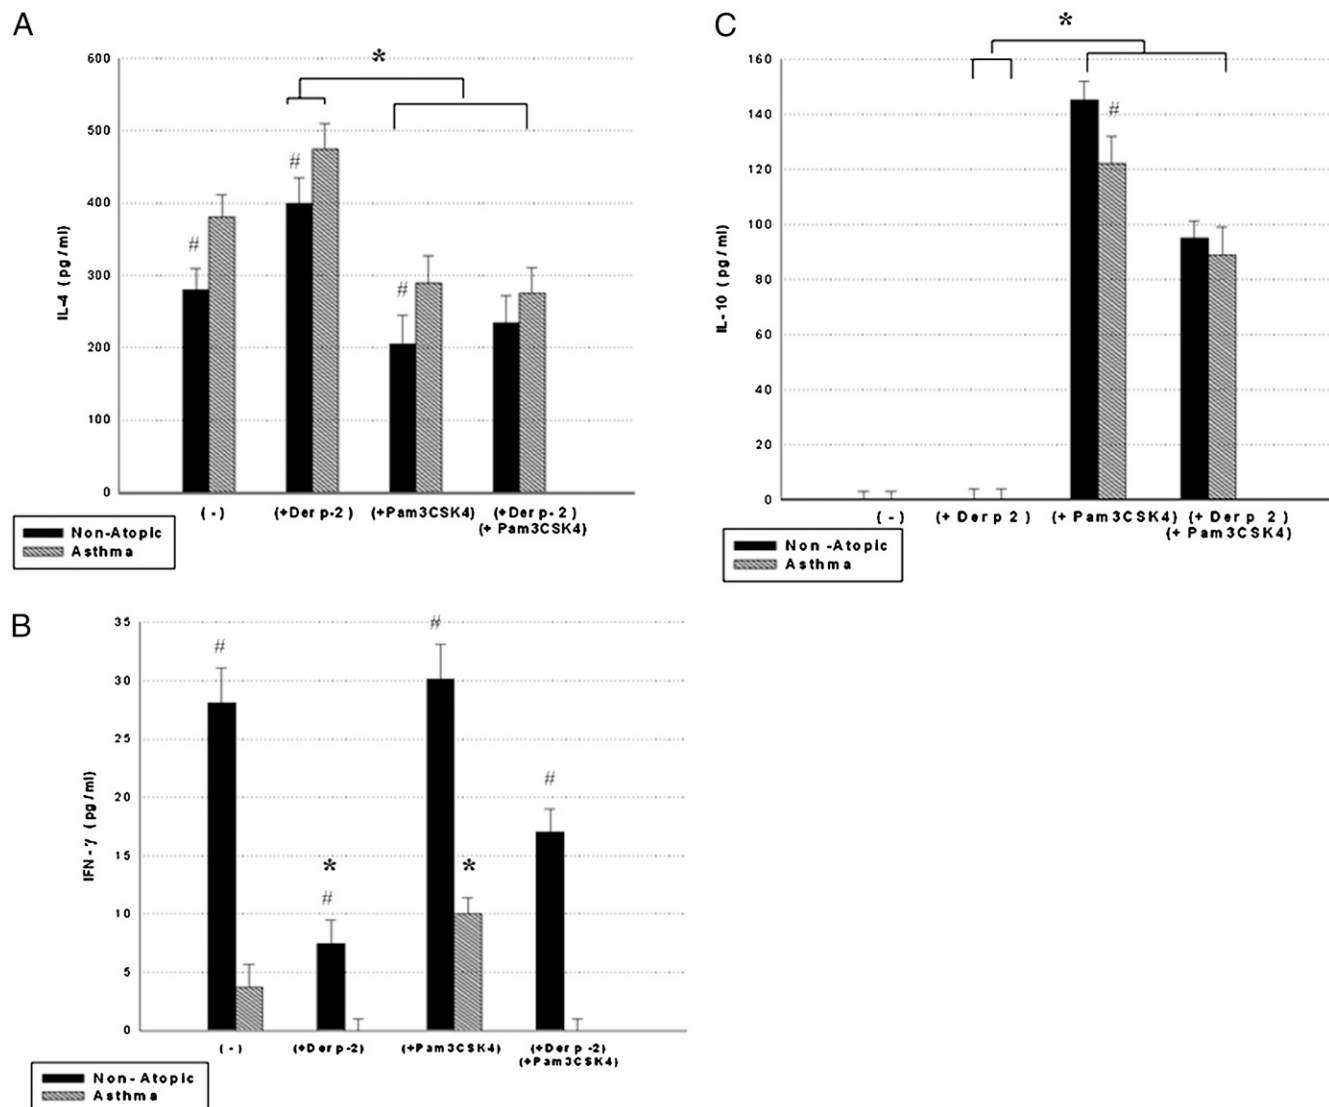 A
600
500
400
300
200
100
0
IL-4 (pg/ml)
*
#
#
#
(-)
(+Der p-2)
(+Pam3CSK4)
(+Der p-2)
(+Pam3CSK4)
Non-Atopic
Asthma
C
160
140
120
100
80
60
40
20
0
IL-10 (pg/ml)
*
#
(-)
(+ Der p 2)
(+ Pam3CSK4)
(+ Der p 2)
(+ Pam3CSK4)
Non-Atopic
Asthma
B
35
30
25
20
15
10
5
0
IFN-γ (pg/ml)
#
*
#
#
*
#
(-)
(+Der p-2)
(+Pam3CSK4)
(+Der p-2)
(+Pam3CSK4)
Non-Atopic
Asthma